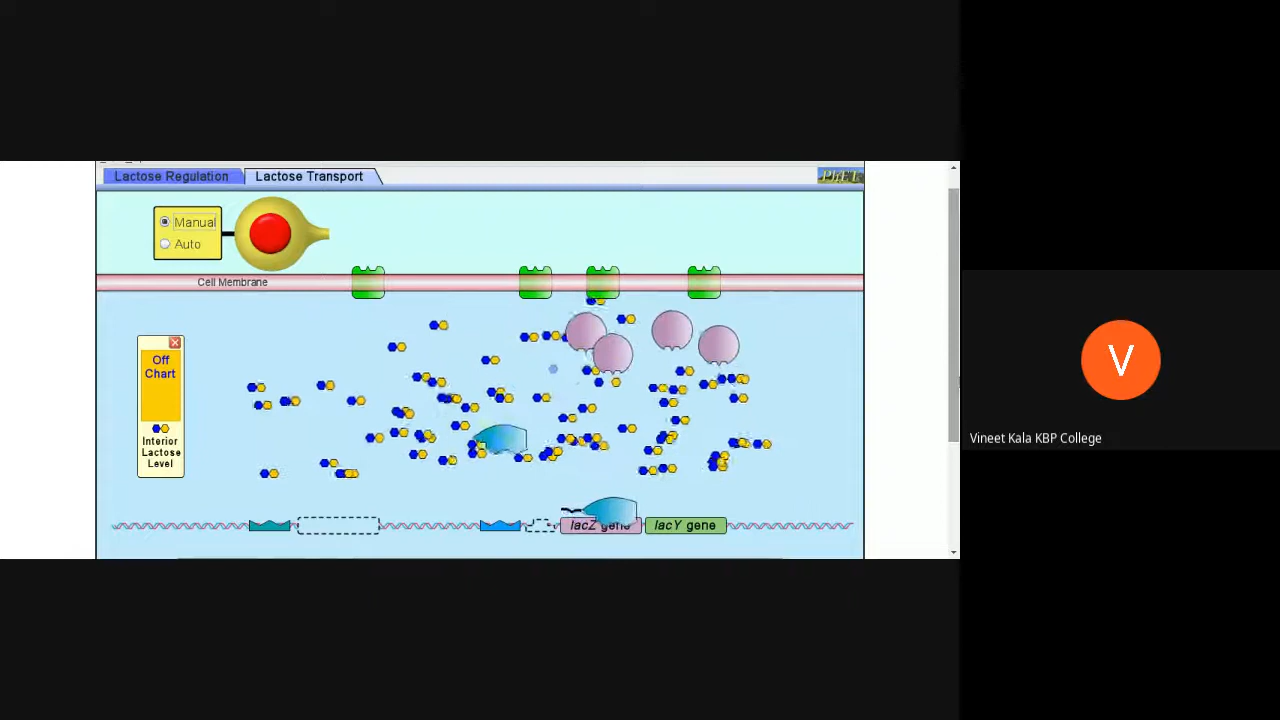 Lactose Regulation
Lactose Transport
PhET
Manual
Auto
Cell Membrane
Off
Chart
Interior
Lactose
Level
lacZ gene
lacY gene
V
Vineet Kala KBP College